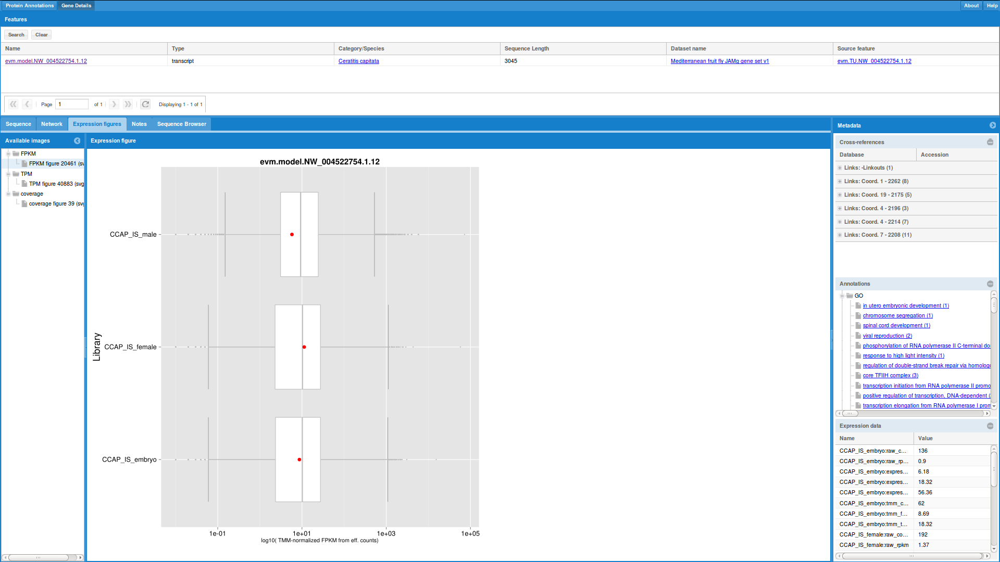 Protein Annotations Gene Details About Help
Features
Search Clear
Name Type Category/Species Sequence Length Dataset name Source feature
evm.model.NW_004522754.1.12 transcript Ceratitis capitata 3045 Mediterranean fruit fly JAMg gene set v1 evm.TU.NW_004522754.1.12
Page 1 of 1 Displaying 1 - 1 of 1
Sequence Network Expression figures Notes Sequence Browser
Available images
FPKM
FPKM figure 20461 (sv
TPM
TPM figure 40883 (svg
coverage
coverage figure 39 (svg
Expression figure
evm.model.NW_004522754.1.12
Library
CCAP_IS_male
CCAP_IS_female
CCAP_IS_embryo
1e-01 1e+01 1e+03 1e+05
log10( TMM-normalized FPKM from eff. counts)
Metadata
Cross-references
Database Accession
Links: -Linkouts (1)
Links: Coord. 1 - 2262 (8)
Links: Coord. 19 - 2175 (5)
Links: Coord. 4 - 2196 (3)
Links: Coord. 4 - 2214 (7)
Links: Coord. 7 - 2208 (11)
Annotations
GO
in utero embryonic development (1)
chromosome segregation (1)
spinal cord development (1)
viral reproduction (2)
phosphorylation of RNA polymerase II C-terminal do
response to high light intensity (1)
regulation of double-strand break repair via homolog
core TFIIH complex (3)
transcription initiation from RNA polymerase II promo
positive regulation of transcription, DNA-dependent (
transcription elongation from RNA polymerase I prom
Expression data
Name Value
CCAP_IS_embryo:raw_c... 136
CCAP_IS_embryo:raw_rp... 0.9
CCAP_IS_embryo:expres... 6.18
CCAP_IS_embryo:expres... 18.32
CCAP_IS_embryo:expres... 56.36
CCAP_IS_embryo:tmm_c... 62
CCAP_IS_embryo:tmm_f... 8.69
CCAP_IS_embryo:tmm_t... 18.32
CCAP_IS_female:raw_co... 192
CCAP_IS_female:raw_rpkm 1.37